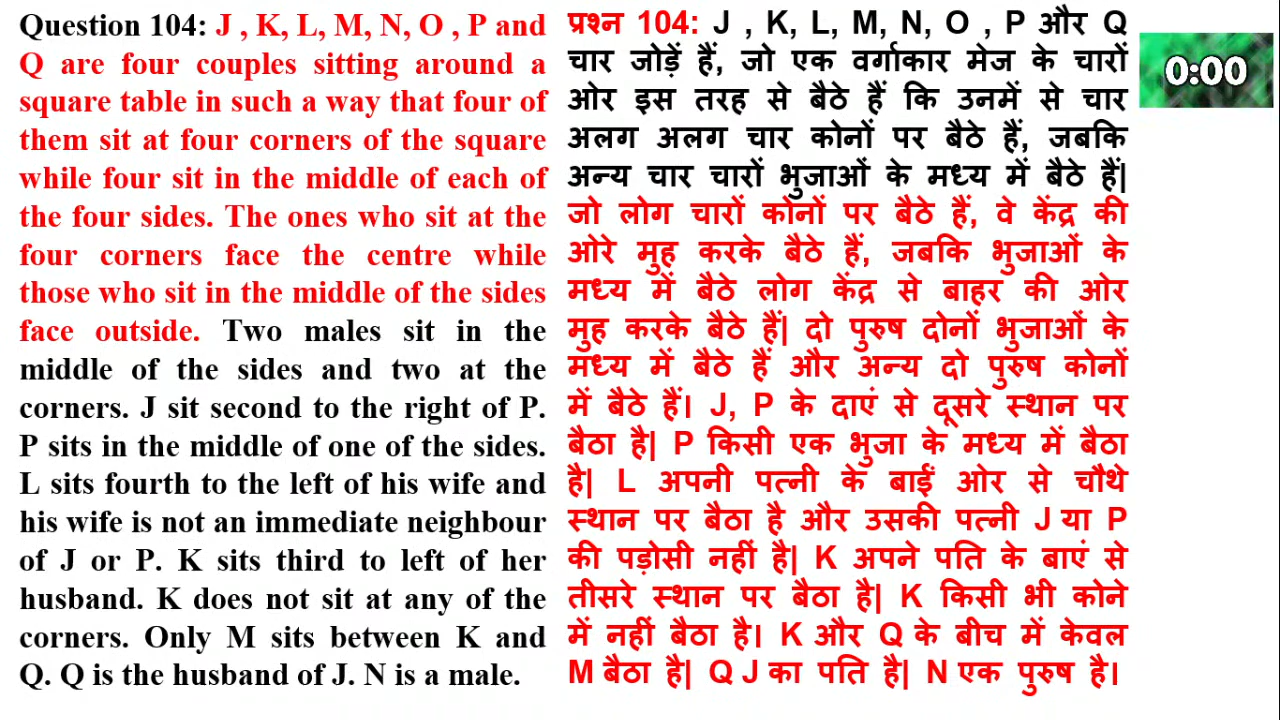 Question 104: J , K, L, M, N, O , P and
Q are four couples sitting around a
square table in such a way that four of
them sit at four corners of the square
while four sit in the middle of each of
the four sides. The ones who sit at the
four corners face the centre while
those who sit in the middle of the sides
face outside. Two males sit in the
middle of the sides and two at the
corners. J sit second to the right of P.
P sits in the middle of one of the sides.
L sits fourth to the left of his wife and
his wife is not an immediate neighbour
of J or P. K sits third to left of her
husband. K does not sit at any of the
corners. Only M sits between K and
Q. Q is the husband of J. N is a male.
प्रश्न 104: J , K, L, M, N, O , P और Q
चार जोड़ें हैं, जो एक वर्गाकार मेज के चारों
ओर इस तरह से बैठे हैं कि उनमें से चार
अलग अलग चार कोनों पर बैठे हैं, जबकि
अन्य चार चारों भुजाओं के मध्य में बैठे हैं|
जो लोग चारों कोनों पर बैठे हैं, वे केंद्र की
ओरे मुह करके बैठे हैं, जबकि भुजाओं के
मध्य में बैठे लोग केंद्र से बाहर की ओर
मुह करके बैठे हैं| दो पुरुष दोनों भुजाओं के
मध्य में बैठे हैं और अन्य दो पुरुष कोनों
में बैठे हैं। J, P के दाएं से दूसरे स्थान पर
बैठा है| P किसी एक भुजा के मध्य में बैठा
है| L अपनी पत्नी के बाईं ओर से चौथे
स्थान पर बैठा है और उसकी पत्नी J या P
की पड़ोसी नहीं है| K अपने पति के बाएं से
तीसरे स्थान पर बैठा है| K किसी भी कोने
में नहीं बैठा है। K और Q के बीच में केवल
M बैठा है| Q J का पति है| N एक पुरुष है।
0:00